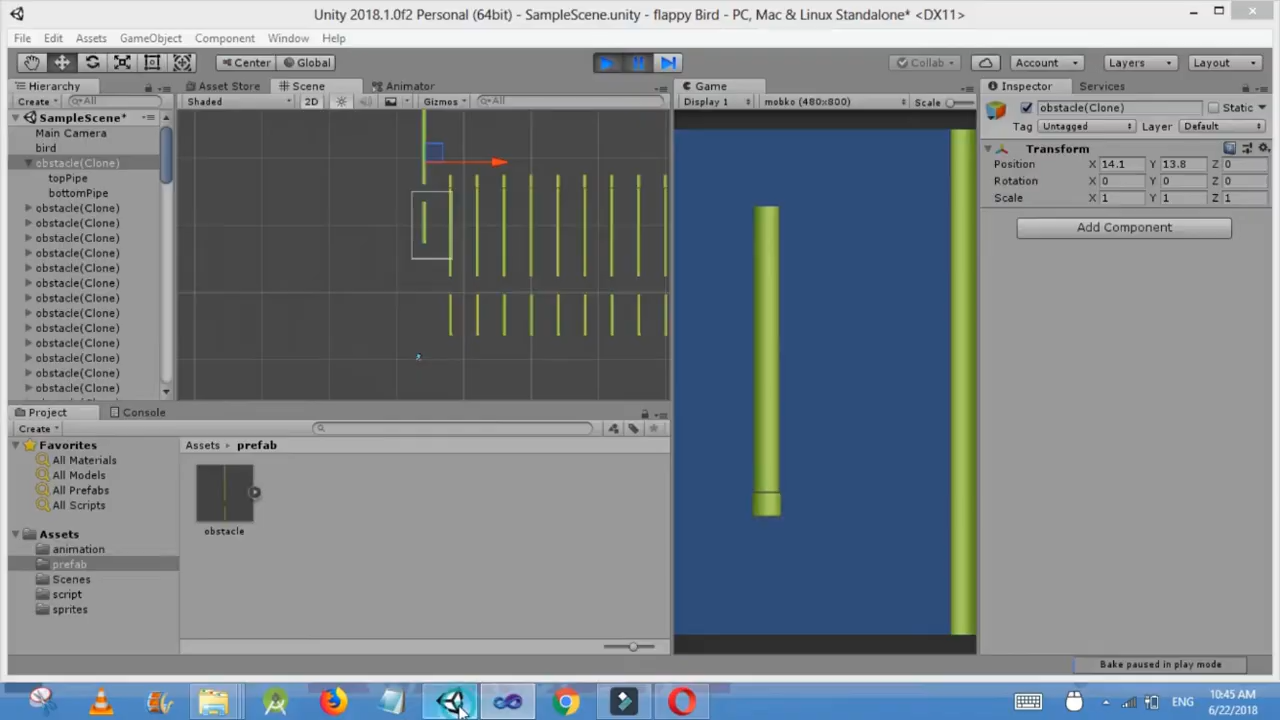 Unity 2018.1.0f2 Personal (64bit) - SampleScene.unity - flappy Bird - PC, Mac & Linux Standalone* <DX11>
File Edit Assets GameObject Component Window Help
Center Global Collab Account Layers Layout
Hierarchy Asset Store Scene Animator Game Inspector Services
Create All Shaded 2D Gizmos All Display 1 mobko (480x800) Scale obstacle(Clone) Static
SampleScene*
Tag Untagged Layer Default
Main Camera
bird
Transform
obstacle(Clone)
Position X 14.1 Y 13.8 Z 0
topPipe
Rotation X 0 Y 0 Z 0
bottomPipe
Scale X 1 Y 1 Z 1
obstacle(Clone)
obstacle(Clone)
Add Component
obstacle(Clone)
obstacle(Clone)
obstacle(Clone)
obstacle(Clone)
obstacle(Clone)
obstacle(Clone)
obstacle(Clone)
obstacle(Clone)
obstacle(Clone)
obstacle(Clone)
obstacle(Clone)
Project Console
Create
Favorites
All Materials
All Models
All Prefabs
All Scripts
Assets
animation
prefab
Scenes
script
sprites
Assets prefab
obstacle
Bake paused in play mode
ENG
10:45 AM
6/22/2018